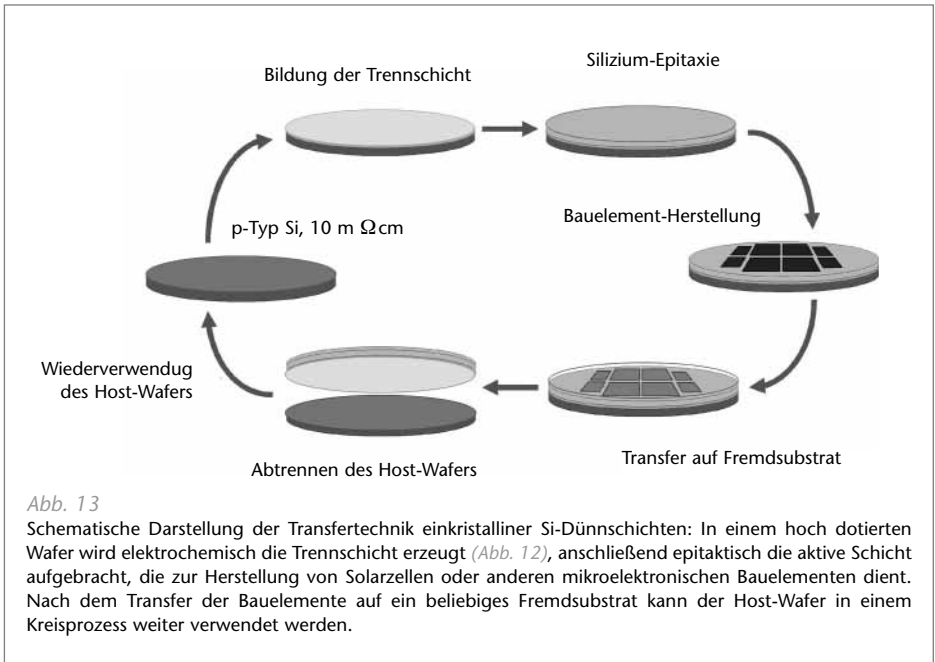 Bildung der Trennschicht
Silizium-Epitaxie
p-Typ Si, 10 m Ωcm
Bauelement-Herstellung
Wiederverwendug
des Host-Wafers
Abtrennen des Host-Wafers
Transfer auf Fremdsubstrat
Abb. 13
Schematische Darstellung der Transfertechnik einkristalliner Si-Dünnschichten: In einem hoch dotierten
Wafer wird elektrochemisch die Trennschicht erzeugt (Abb. 12), anschließend epitaktisch die aktive Schicht
aufgebracht, die zur Herstellung von Solarzellen oder anderen mikroelektronischen Bauelementen dient.
Nach dem Transfer der Bauelemente auf ein beliebiges Fremdsubstrat kann der Host-Wafer in einem
Kreisprozess weiter verwendet werden.